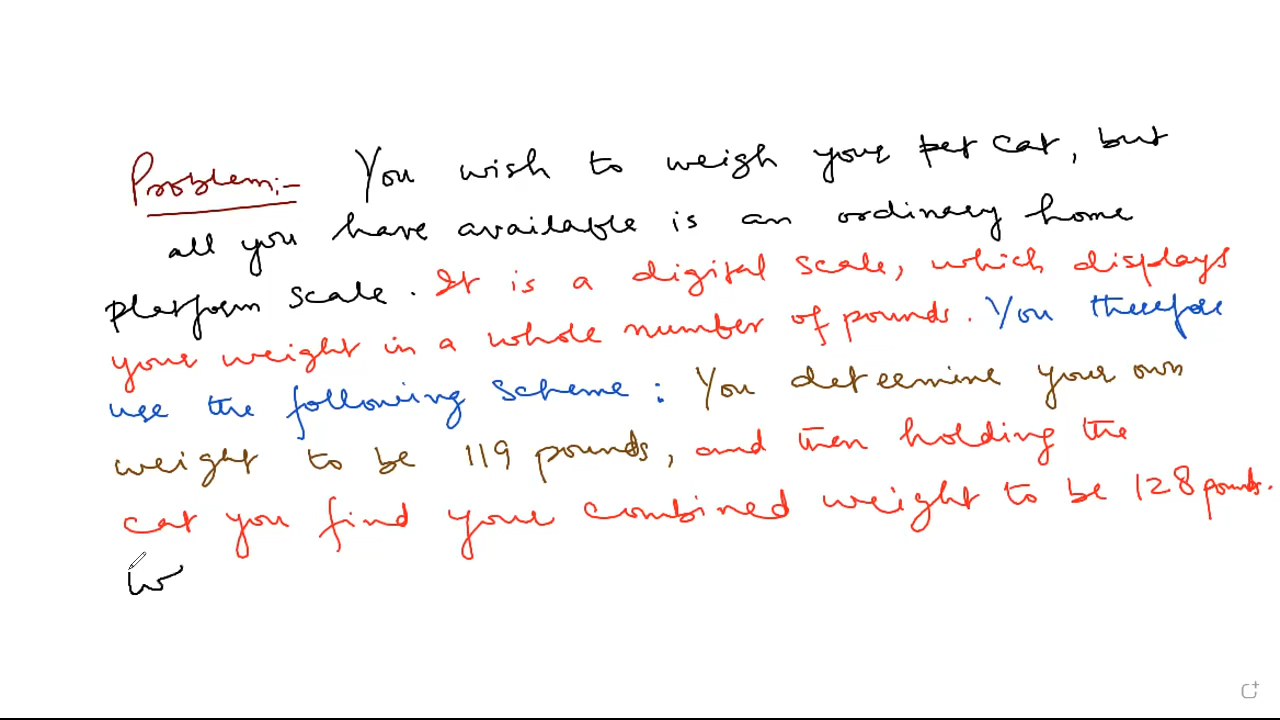 Problem:- You wish to weigh your pet cat, but
all you have available is an ordinary home
platform scale. It is a digital scale, which displays
your weight in a whole number of pounds. You therefore
use the following scheme: You determine your own
weight to be 119 pounds, and then holding the
cat you find your combined weight to be 128 pounds.